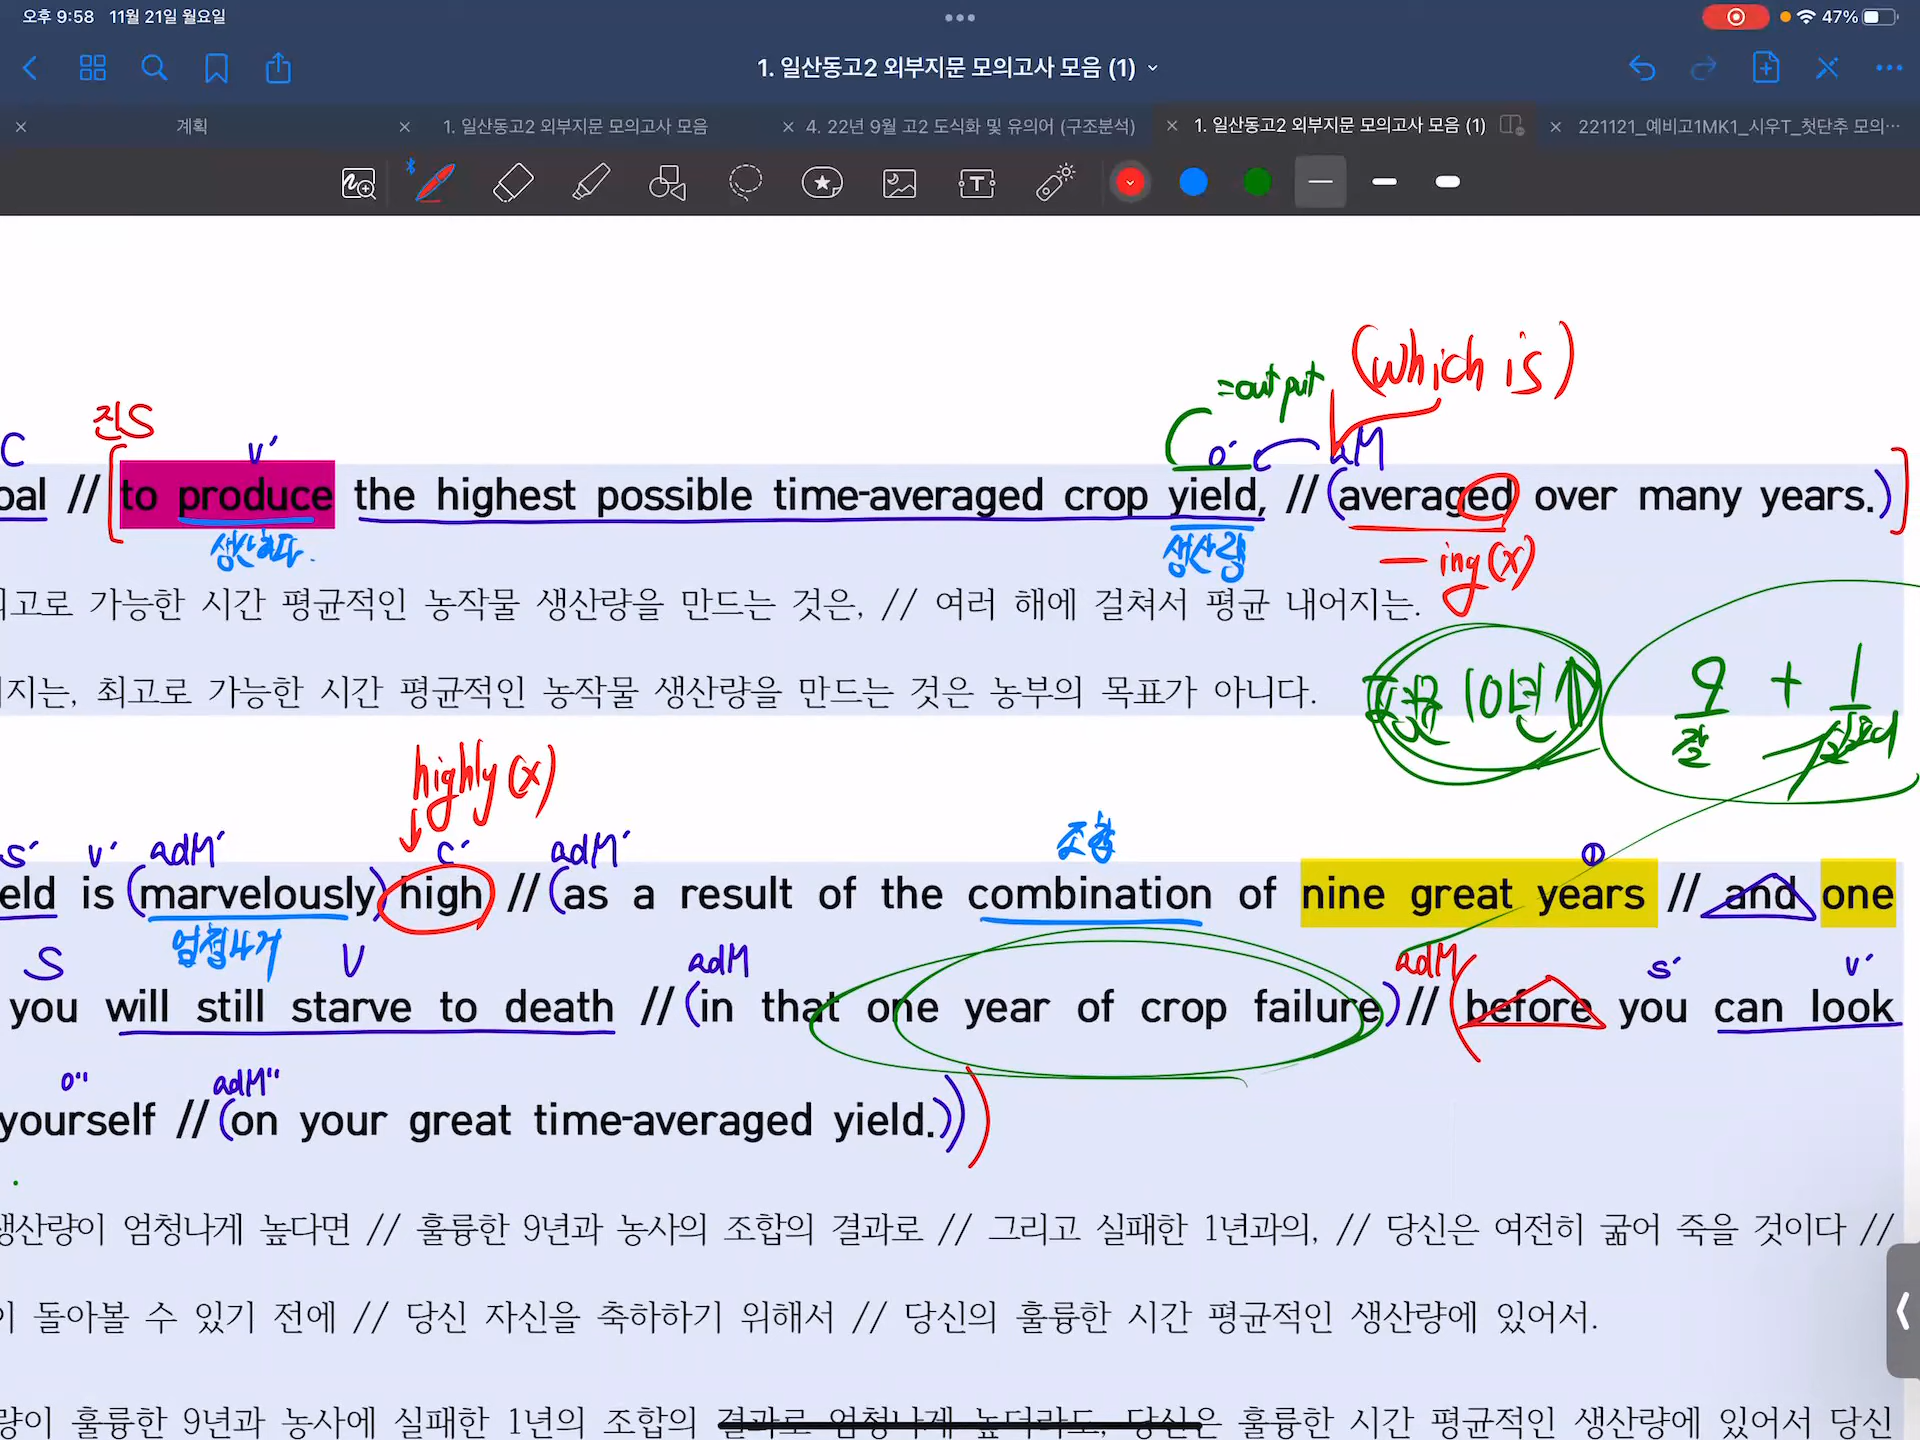 오후 9:58 11월 21일 월요일
47%
1. 일산동고2 외부지문 모의고사 모음 (1)
계획
1. 일산동고2 외부지문 모의고사 모음
4. 22년 9월 고2 도식화 및 유의어 (구조분석)
1. 일산동고2 외부지문 모의고사 모음 (1)
221121_예비고1MK1_시우T_첫단추 모의…
(which is)
=output
진S
C V' O' aM
oal // [to produce the highest possible time-averaged crop yield, // (averaged over many years.)]
생산하다. 생산량 ing(x)
최고로 가능한 시간 평균적인 농작물 생산량을 만드는 것은, // 여러 해에 걸쳐서 평균 내어지는.
지는, 최고로 가능한 시간 평균적인 농작물 생산량을 만드는 것은 농부의 목표가 아니다.
10년 9 + 1
잘
highly(x)
조합
S' V' adM' C' adM' ①
eld is (marvelously) high // (as a result of the combination of nine great years // and one
엄청나게
S V adM adM S' V'
you will still starve to death // (in that one year of crop failure) // (before you can look
O" adM"
yourself // (on your great time-averaged yield.)))
생산량이 엄청나게 높다면 // 훌륭한 9년과 농사의 조합의 결과로 // 그리고 실패한 1년과의, // 당신은 여전히 굶어 죽을 것이다 //
이 돌아볼 수 있기 전에 // 당신 자신을 축하하기 위해서 // 당신의 훌륭한 시간 평균적인 생산량에 있어서.
량이 훌륭한 9년과 농사에 실패한 1년의 조합의 결과로 엄청나게 높더라도, 당신은 훌륭한 시간 평균적인 생산량에 있어서 당신